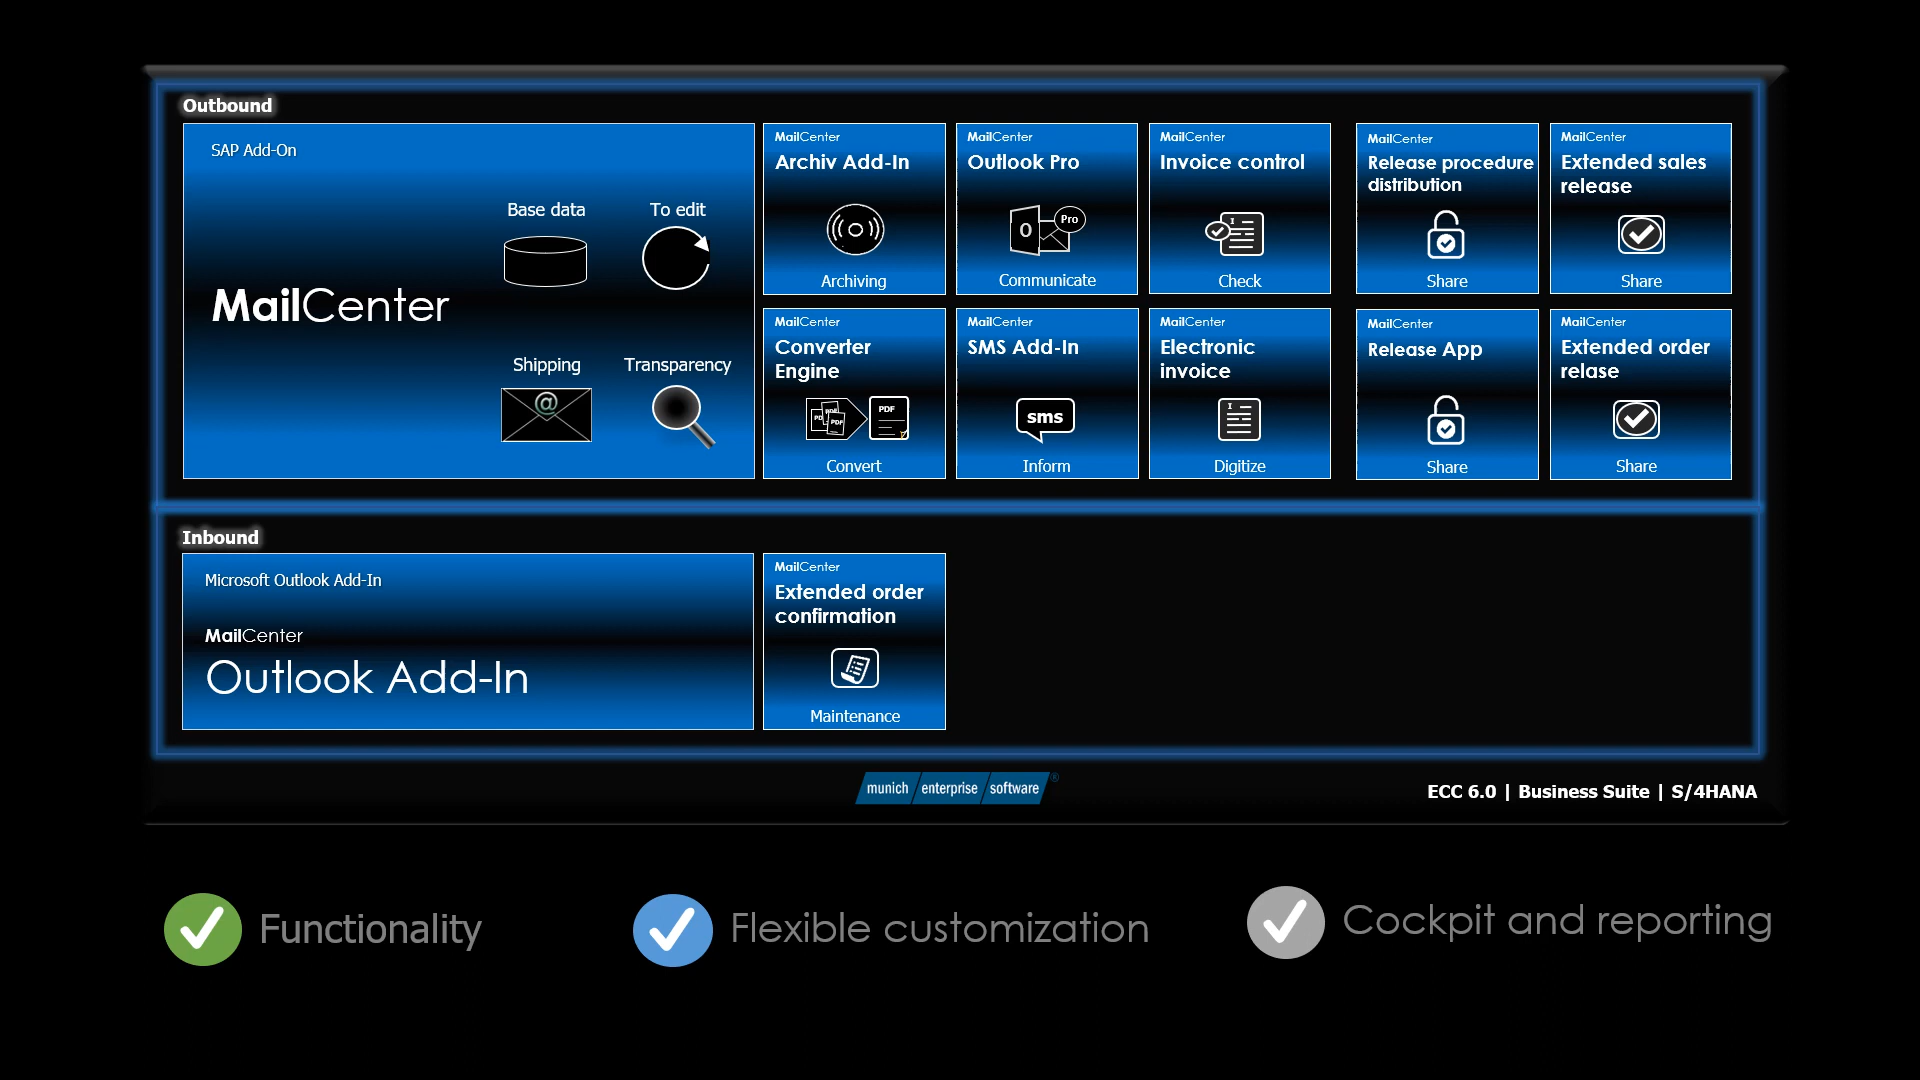 Outbound
SAP Add-On
MailCenter
Base data
To edit
Shipping
Transparency
@
MailCenter
Archiv Add-In
Archiving
MailCenter
Outlook Pro
O
Pro
Communicate
MailCenter
Invoice control
Check
MailCenter
Release procedure
distribution
Share
MailCenter
Extended sales
release
Share
MailCenter
Converter
Engine
PDF
PDF
Convert
MailCenter
SMS Add-In
sms
Inform
MailCenter
Electronic
invoice
Digitize
MailCenter
Release App
Share
MailCenter
Extended order
relase
Share
Inbound
Microsoft Outlook Add-In
MailCenter
Outlook Add-In
MailCenter
Extended order
confirmation
Maintenance
munich enterprise software ®
ECC 6.0 | Business Suite | S/4HANA
Functionality
Flexible customization
Cockpit and reporting